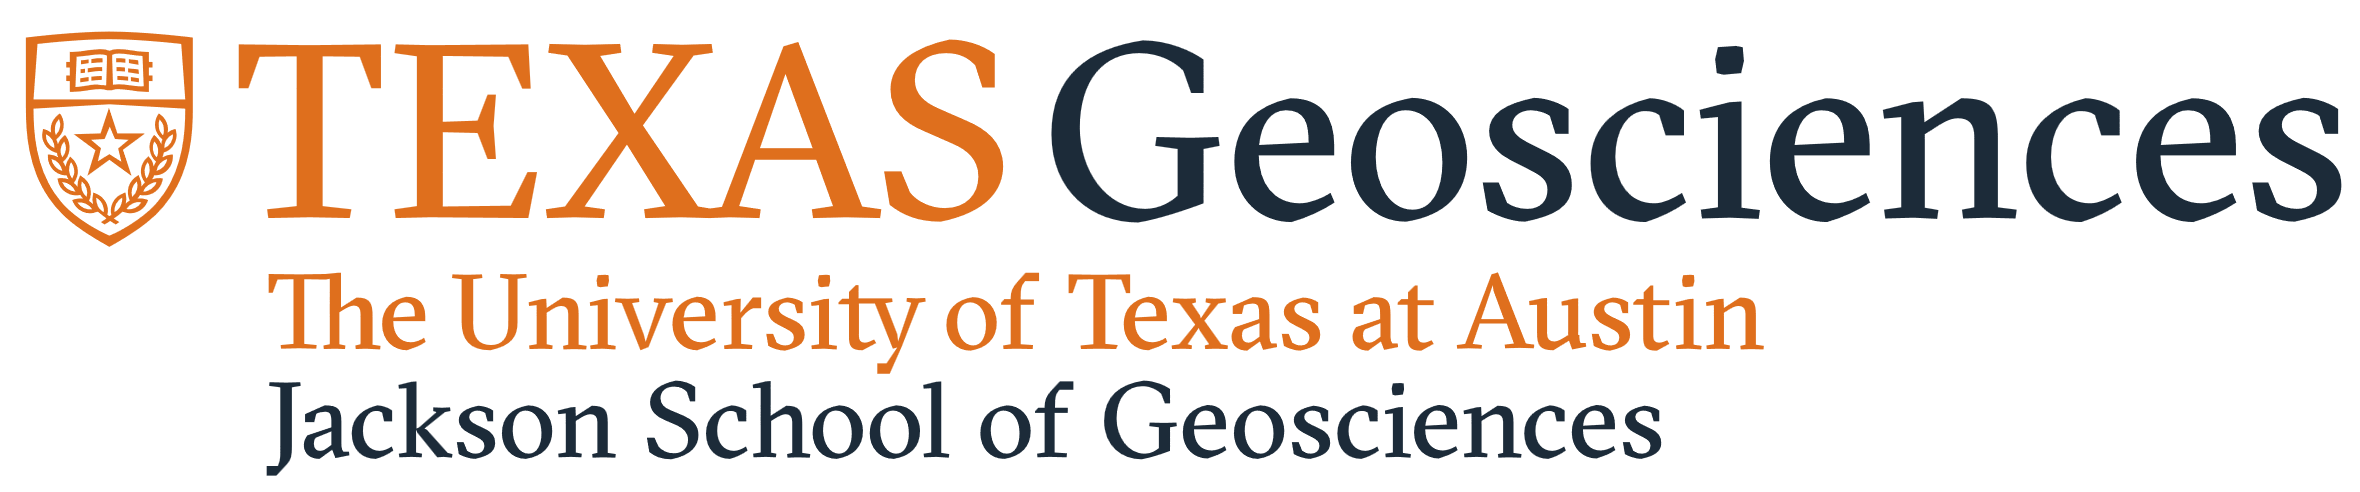 TEXAS Geosciences
The University of Texas at Austin
Jackson School of Geosciences